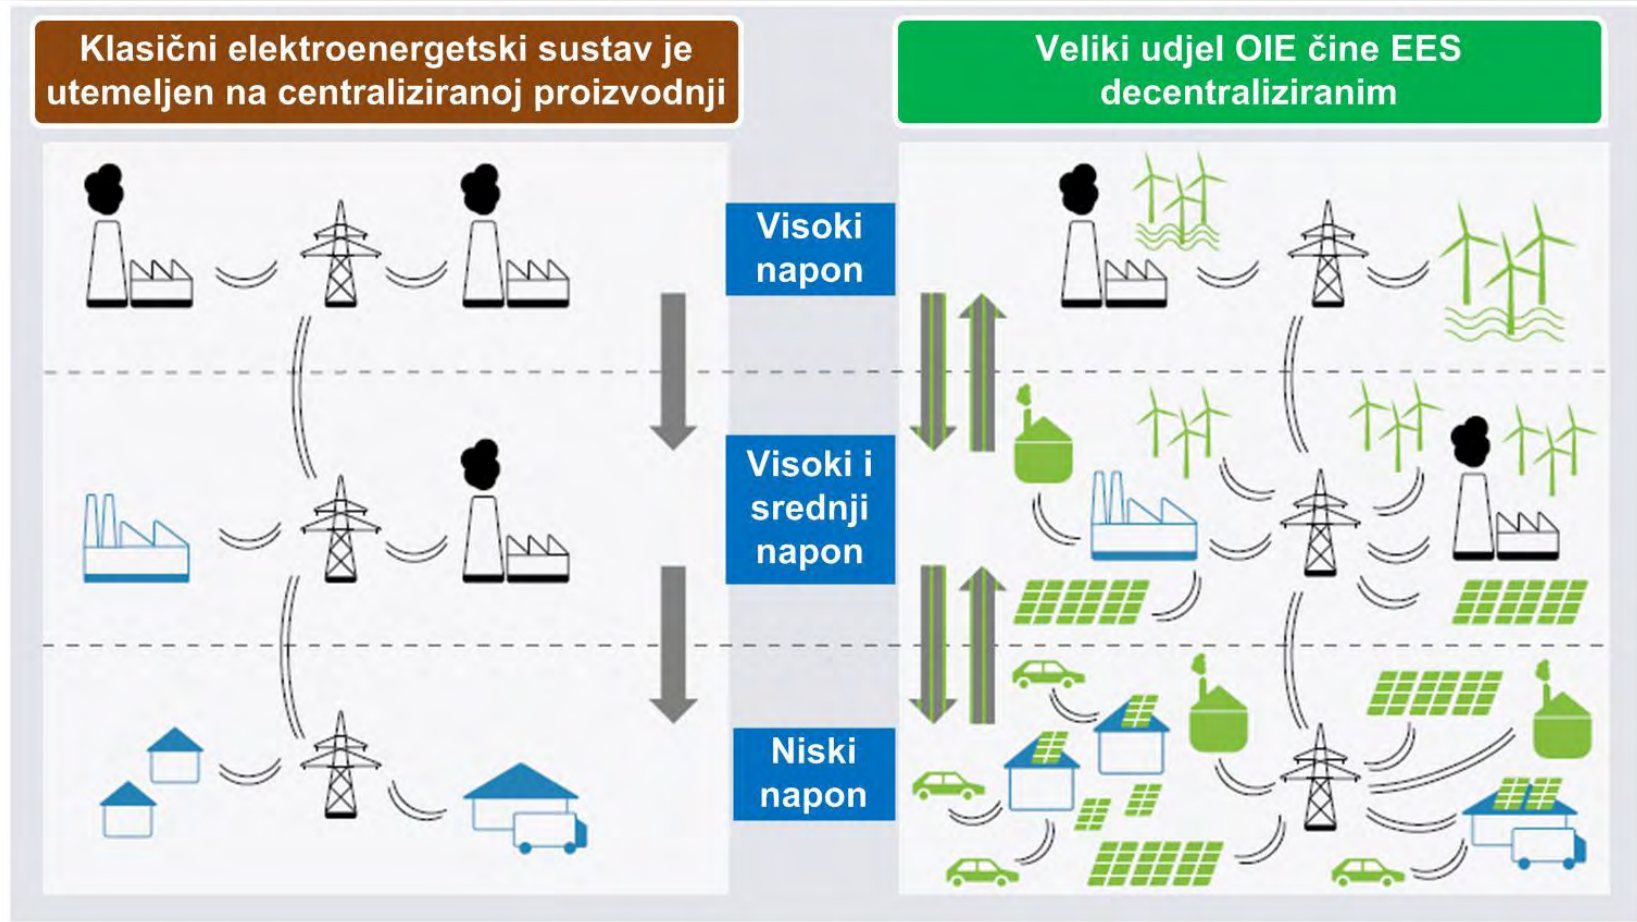 Klasični elektroenergetski sustav je
utemeljen na centraliziranoj proizvodnji
Veliki udjel OIE čine EES
decentraliziranim
Visoki
napon
Visoki i
srednji
napon
Niski
napon